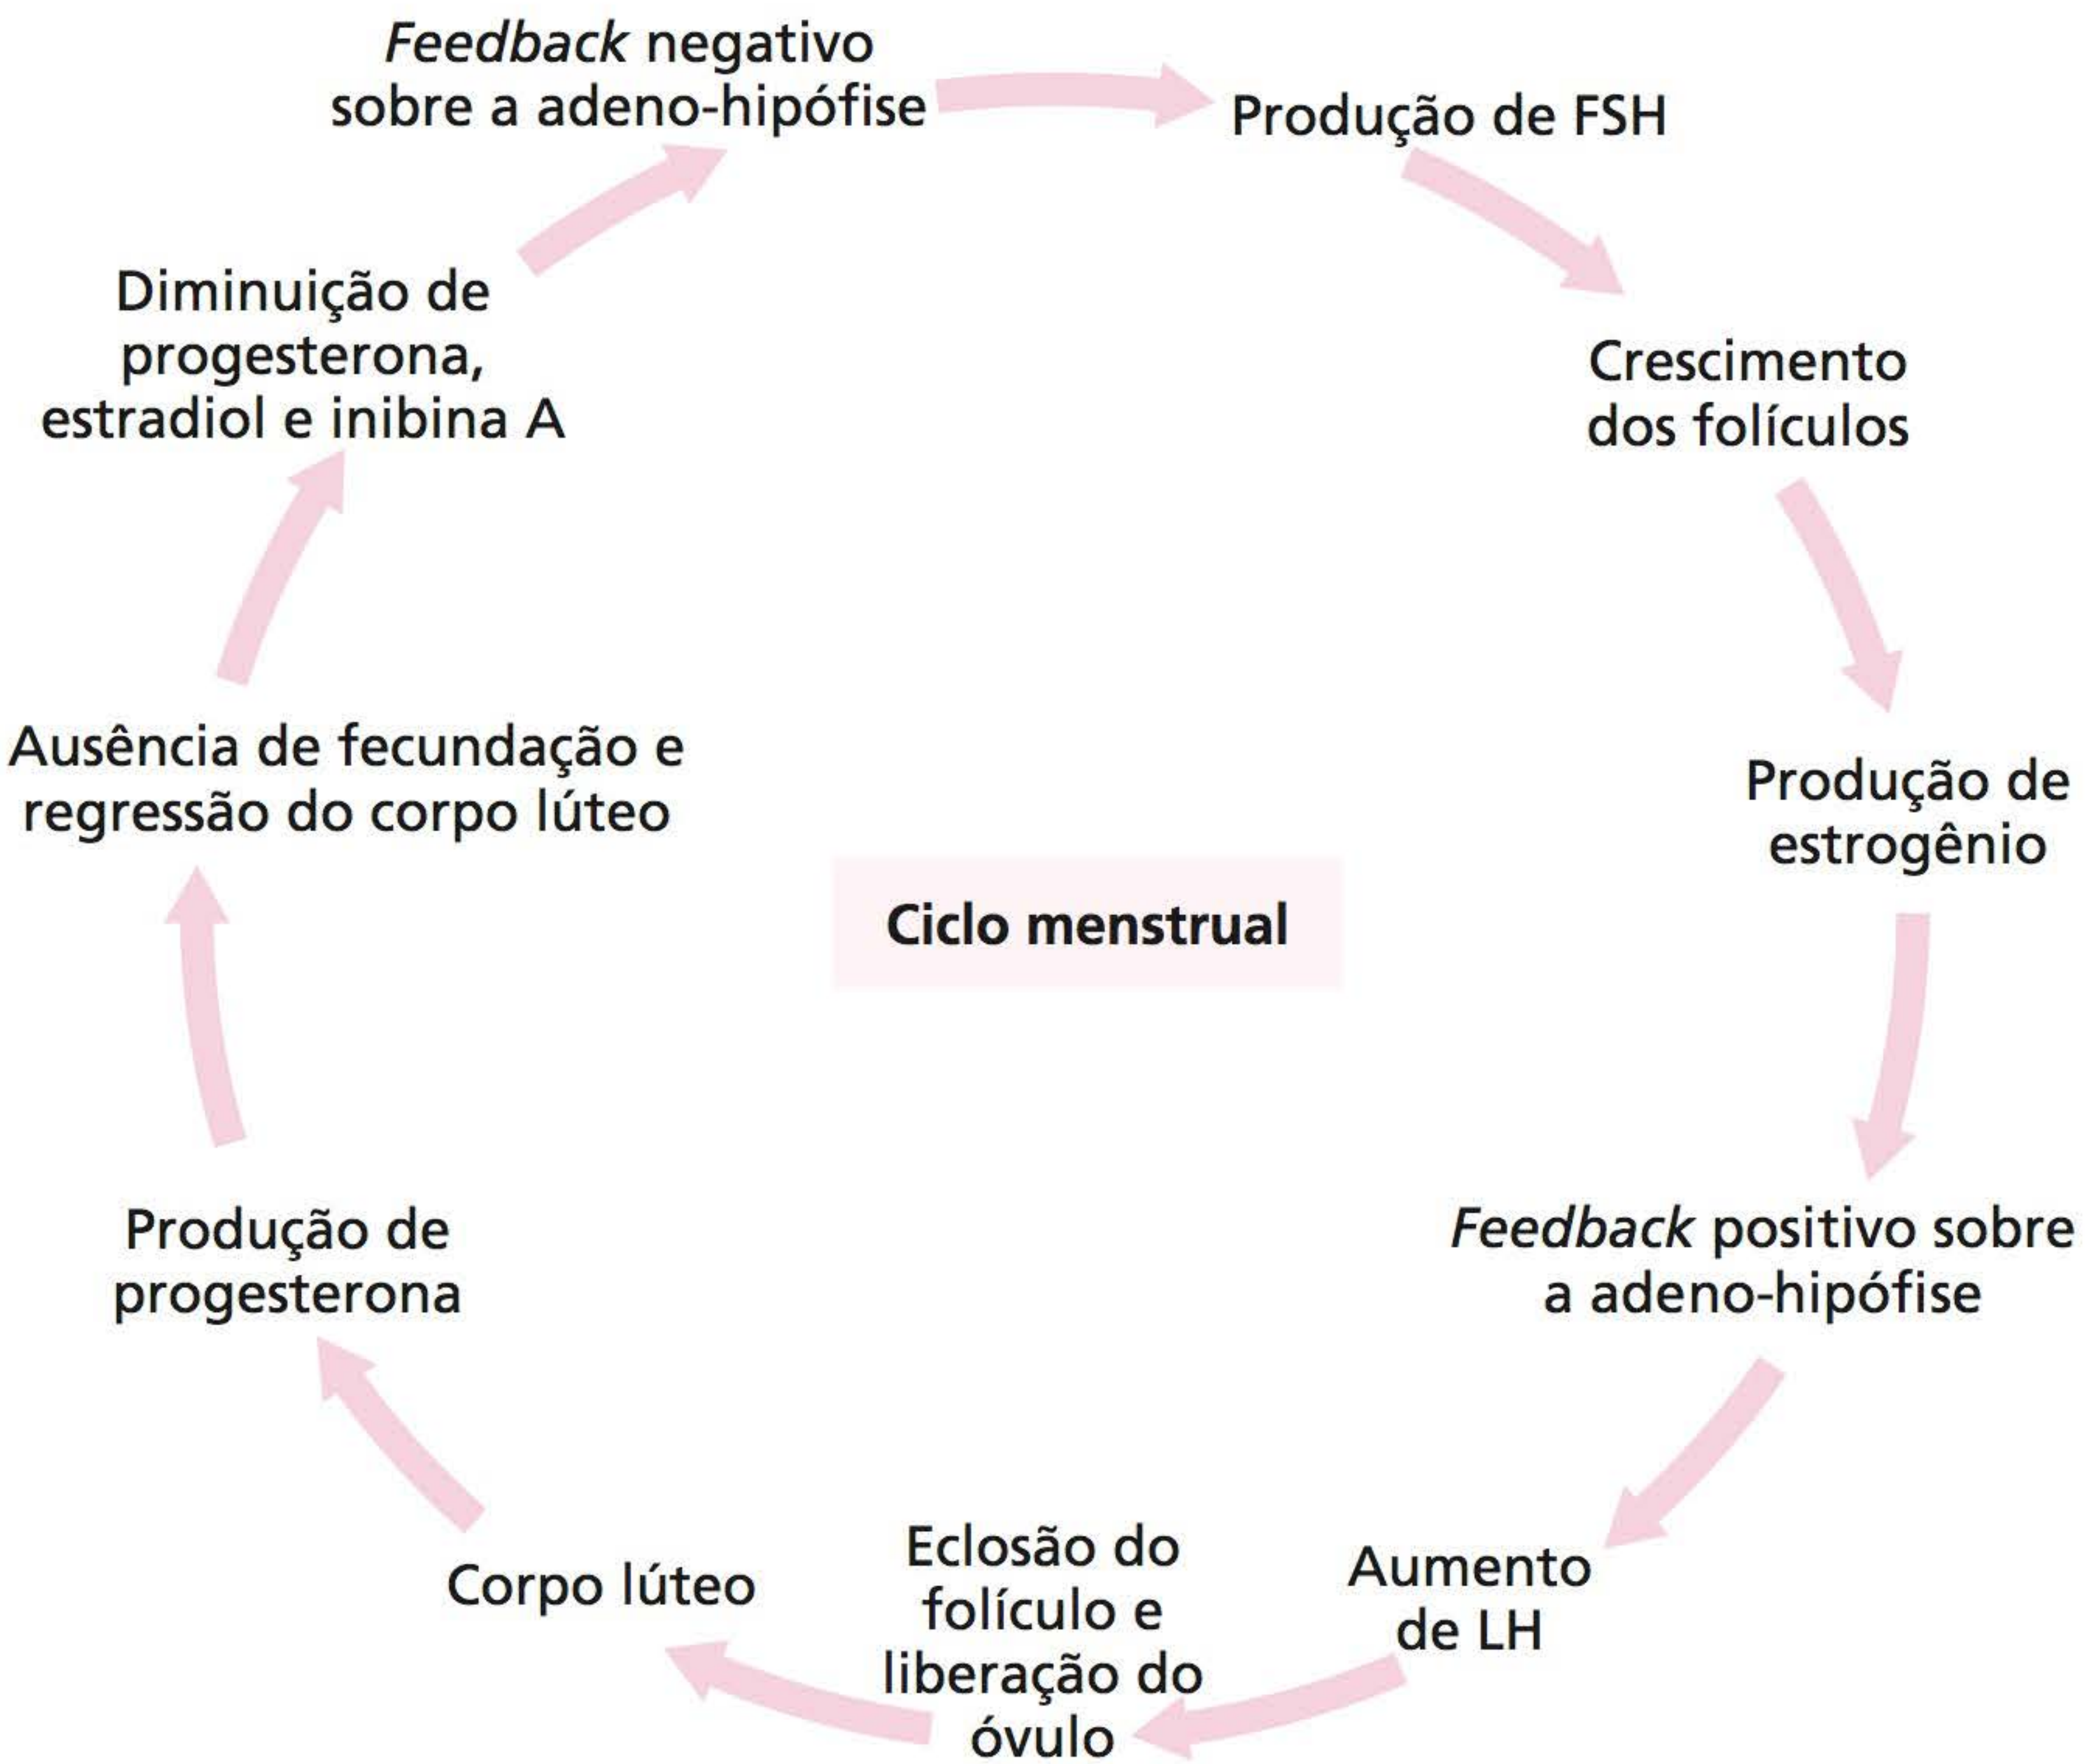 Feedback negativo
sobre a adeno-hipófise
Produção de FSH
Crescimento
dos folículos
Produção de
estrogênio
Feedback positivo sobre
a adeno-hipófise
Aumento
de LH
Eclosão do
folículo e
liberação do
óvulo
Corpo lúteo
Produção de
progesterona
Ausência de fecundação e
regressão do corpo lúteo
Diminuição de
progesterona,
estradiol e inibina A
Ciclo menstrual